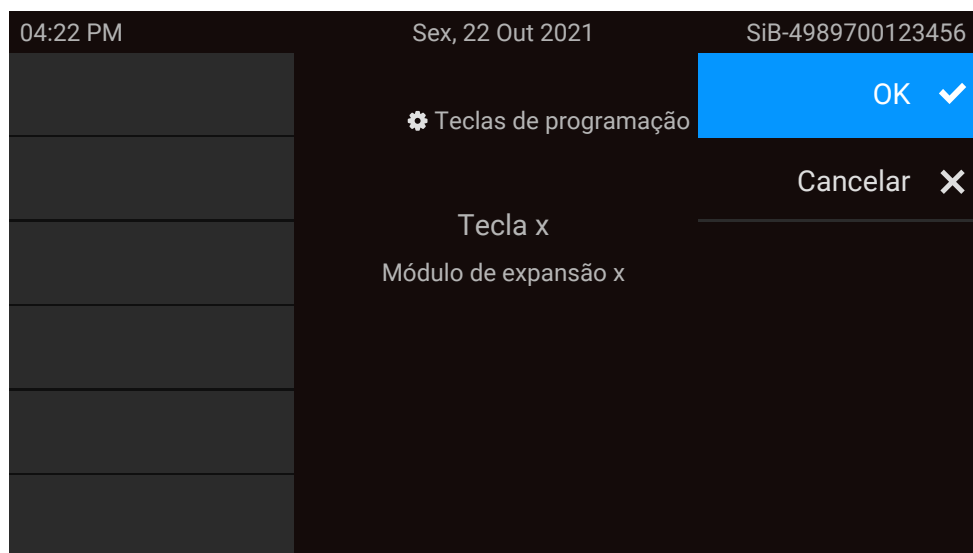 04:22 PM Sex, 22 Out 2021 SiB-4989700123456
OK
Teclas de programação
Cancelar
Tecla x
Módulo de expansão x